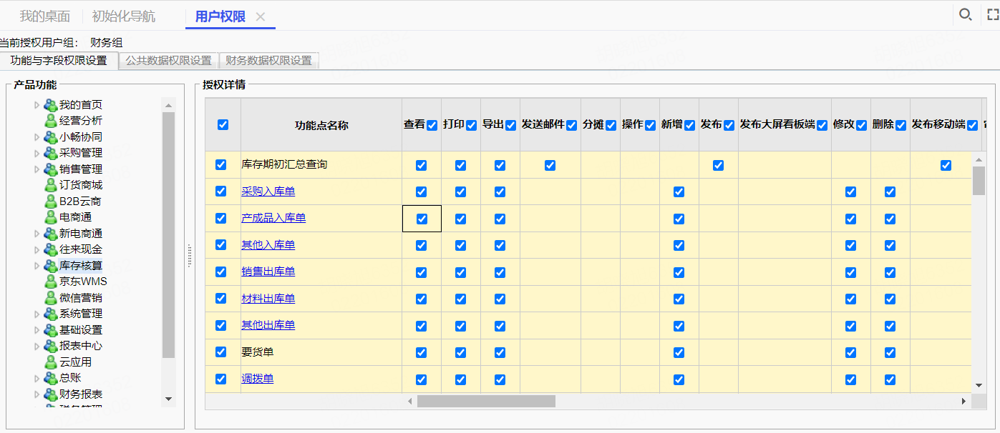 我的桌面 初始化导航 用户权限
当前授权用户组： 财务组
功能与字段权限设置 公共数据权限设置 财务数据权限设置
产品功能
我的首页
经营分析
小畅协同
采购管理
销售管理
订货商城
B2B云商
电商通
新电商通
往来现金
库存核算
京东WMS
微信营销
系统管理
基础设置
报表中心
云应用
总账
财务报表
授权详情
功能点名称 查看 打印 导出 发送邮件 分摊 操作 新增 发布 发布大屏看板端 修改 删除 发布移动端
库存期初汇总查询
采购入库单
产成品入库单
其他入库单
销售出库单
材料出库单
其他出库单
要货单
调拨单